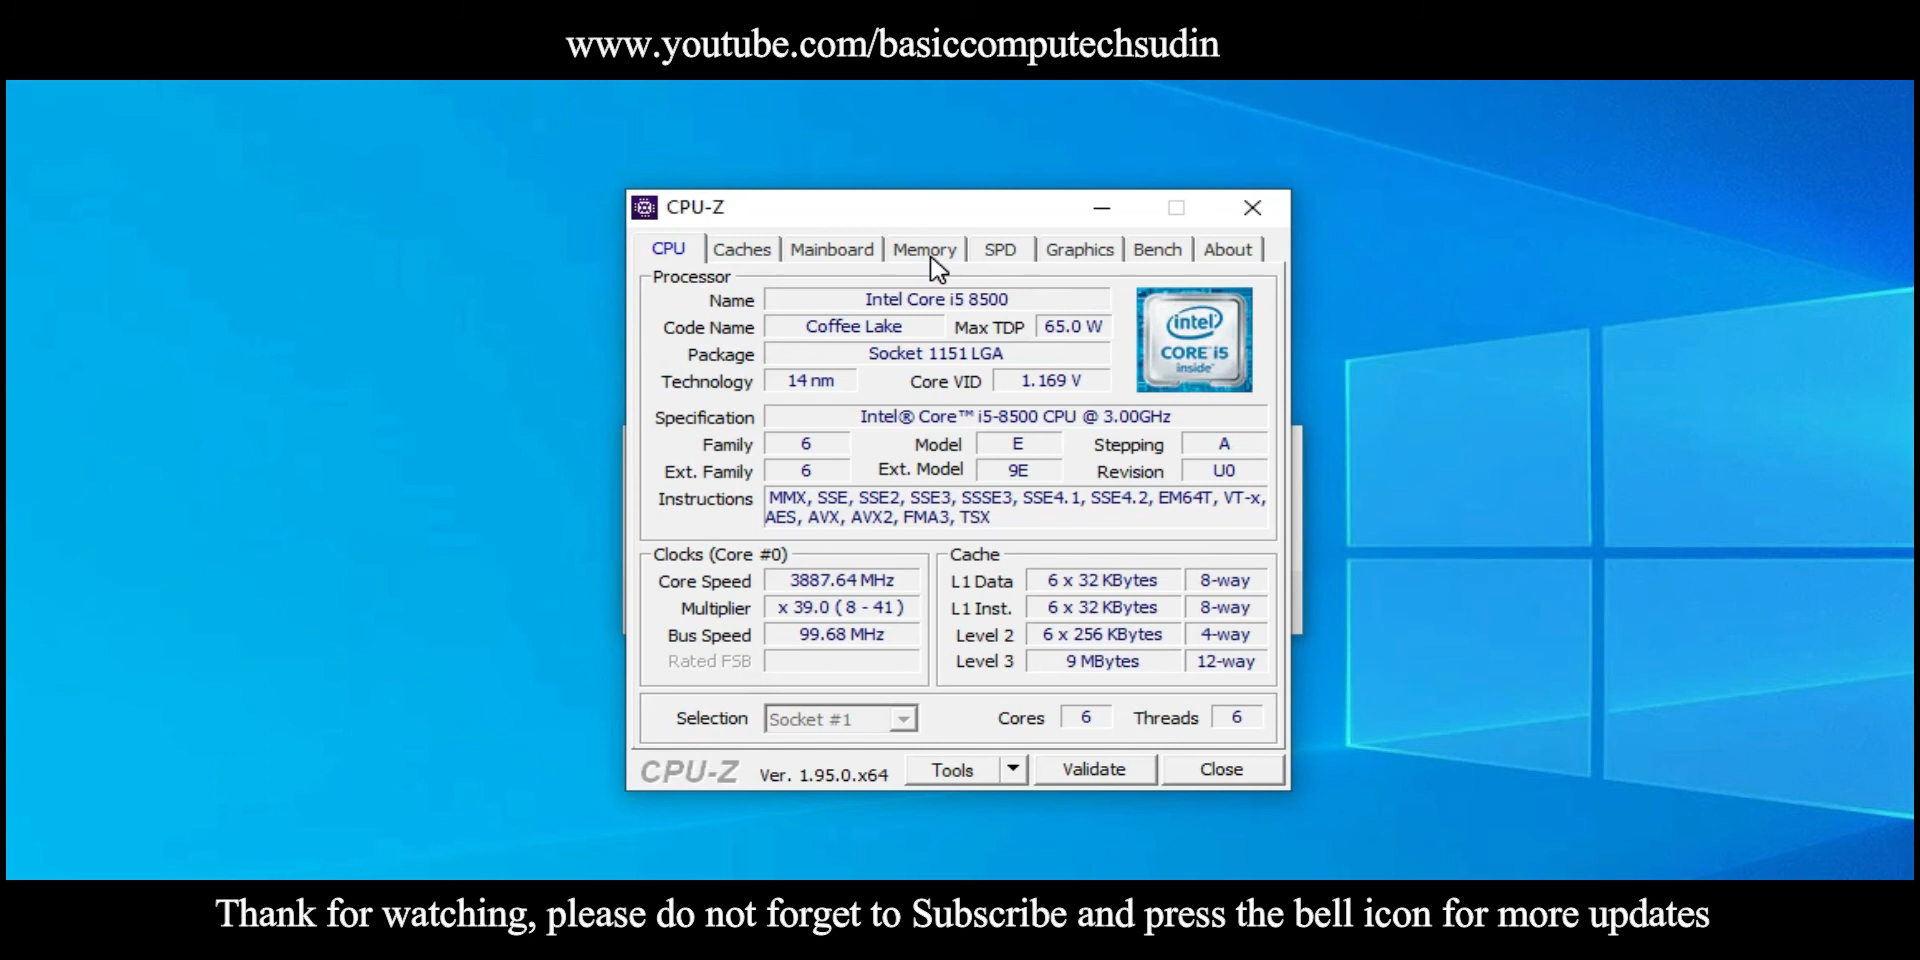 www.youtube.com/basiccomputechsudin
CPU-Z
CPU Caches Mainboard Memory SPD Graphics Bench About
Processor
Name Intel Core i5 8500
Code Name Coffee Lake Max TDP 65.0 W
Package Socket 1151 LGA
Technology 14 nm Core VID 1.169 V
intel
CORE i5
inside
Specification Intel® Core™ i5-8500 CPU @ 3.00GHz
Family 6 Model E Stepping A
Ext. Family 6 Ext. Model 9E Revision U0
Instructions MMX, SSE, SSE2, SSE3, SSSE3, SSE4.1, SSE4.2, EM64T, VT-x,
AES, AVX, AVX2, FMA3, TSX
Clocks (Core #0) Cache
Core Speed 3887.64 MHz L1 Data 6 x 32 KBytes 8-way
Multiplier x 39.0 ( 8 - 41 ) L1 Inst. 6 x 32 KBytes 8-way
Bus Speed 99.68 MHz Level 2 6 x 256 KBytes 4-way
Rated FSB Level 3 9 MBytes 12-way
Selection Socket #1 Cores 6 Threads 6
CPU-Z Ver. 1.95.0.x64 Tools Validate Close
Thank for watching, please do not forget to Subscribe and press the bell icon for more updates